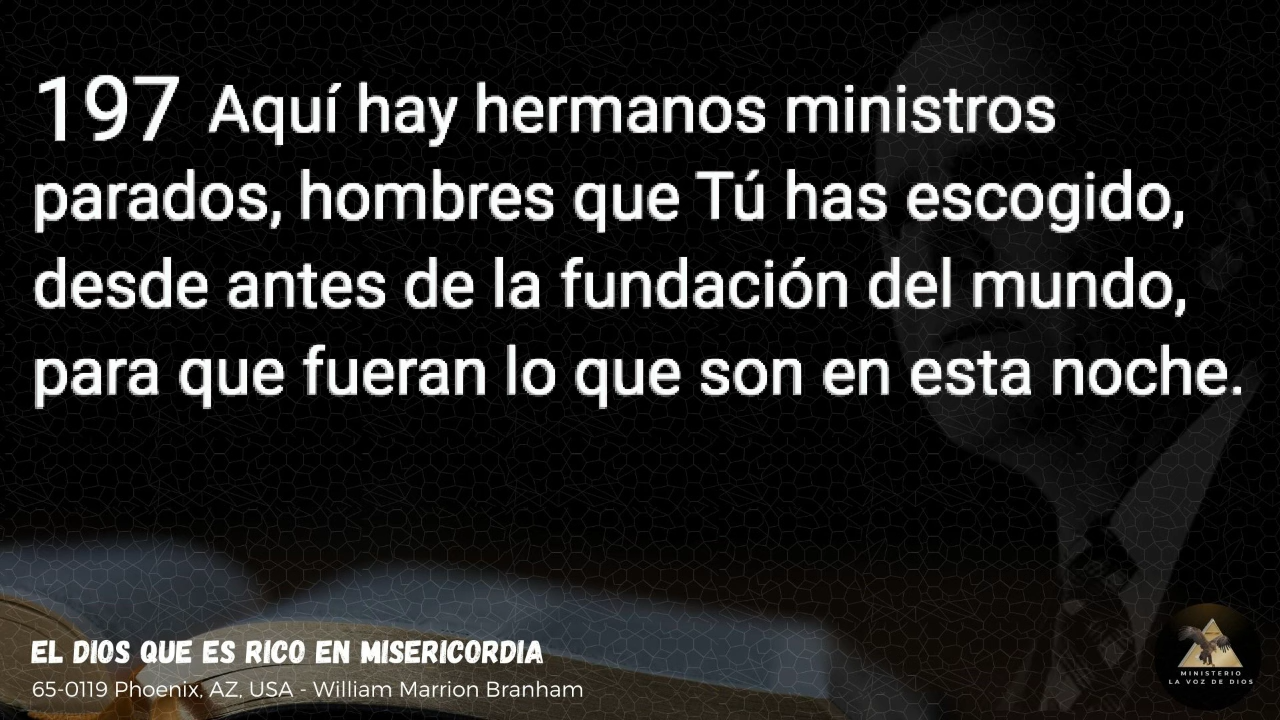 197 Aquí hay hermanos ministros
parados, hombres que Tú has escogido,
desde antes de la fundación del mundo,
para que fueran lo que son en esta noche.
EL DIOS QUE ES RICO EN MISERICORDIA
65-0119 Phoenix, AZ, USA - William Marrion Branham
MINISTERIO
LA VOZ DE DIOS